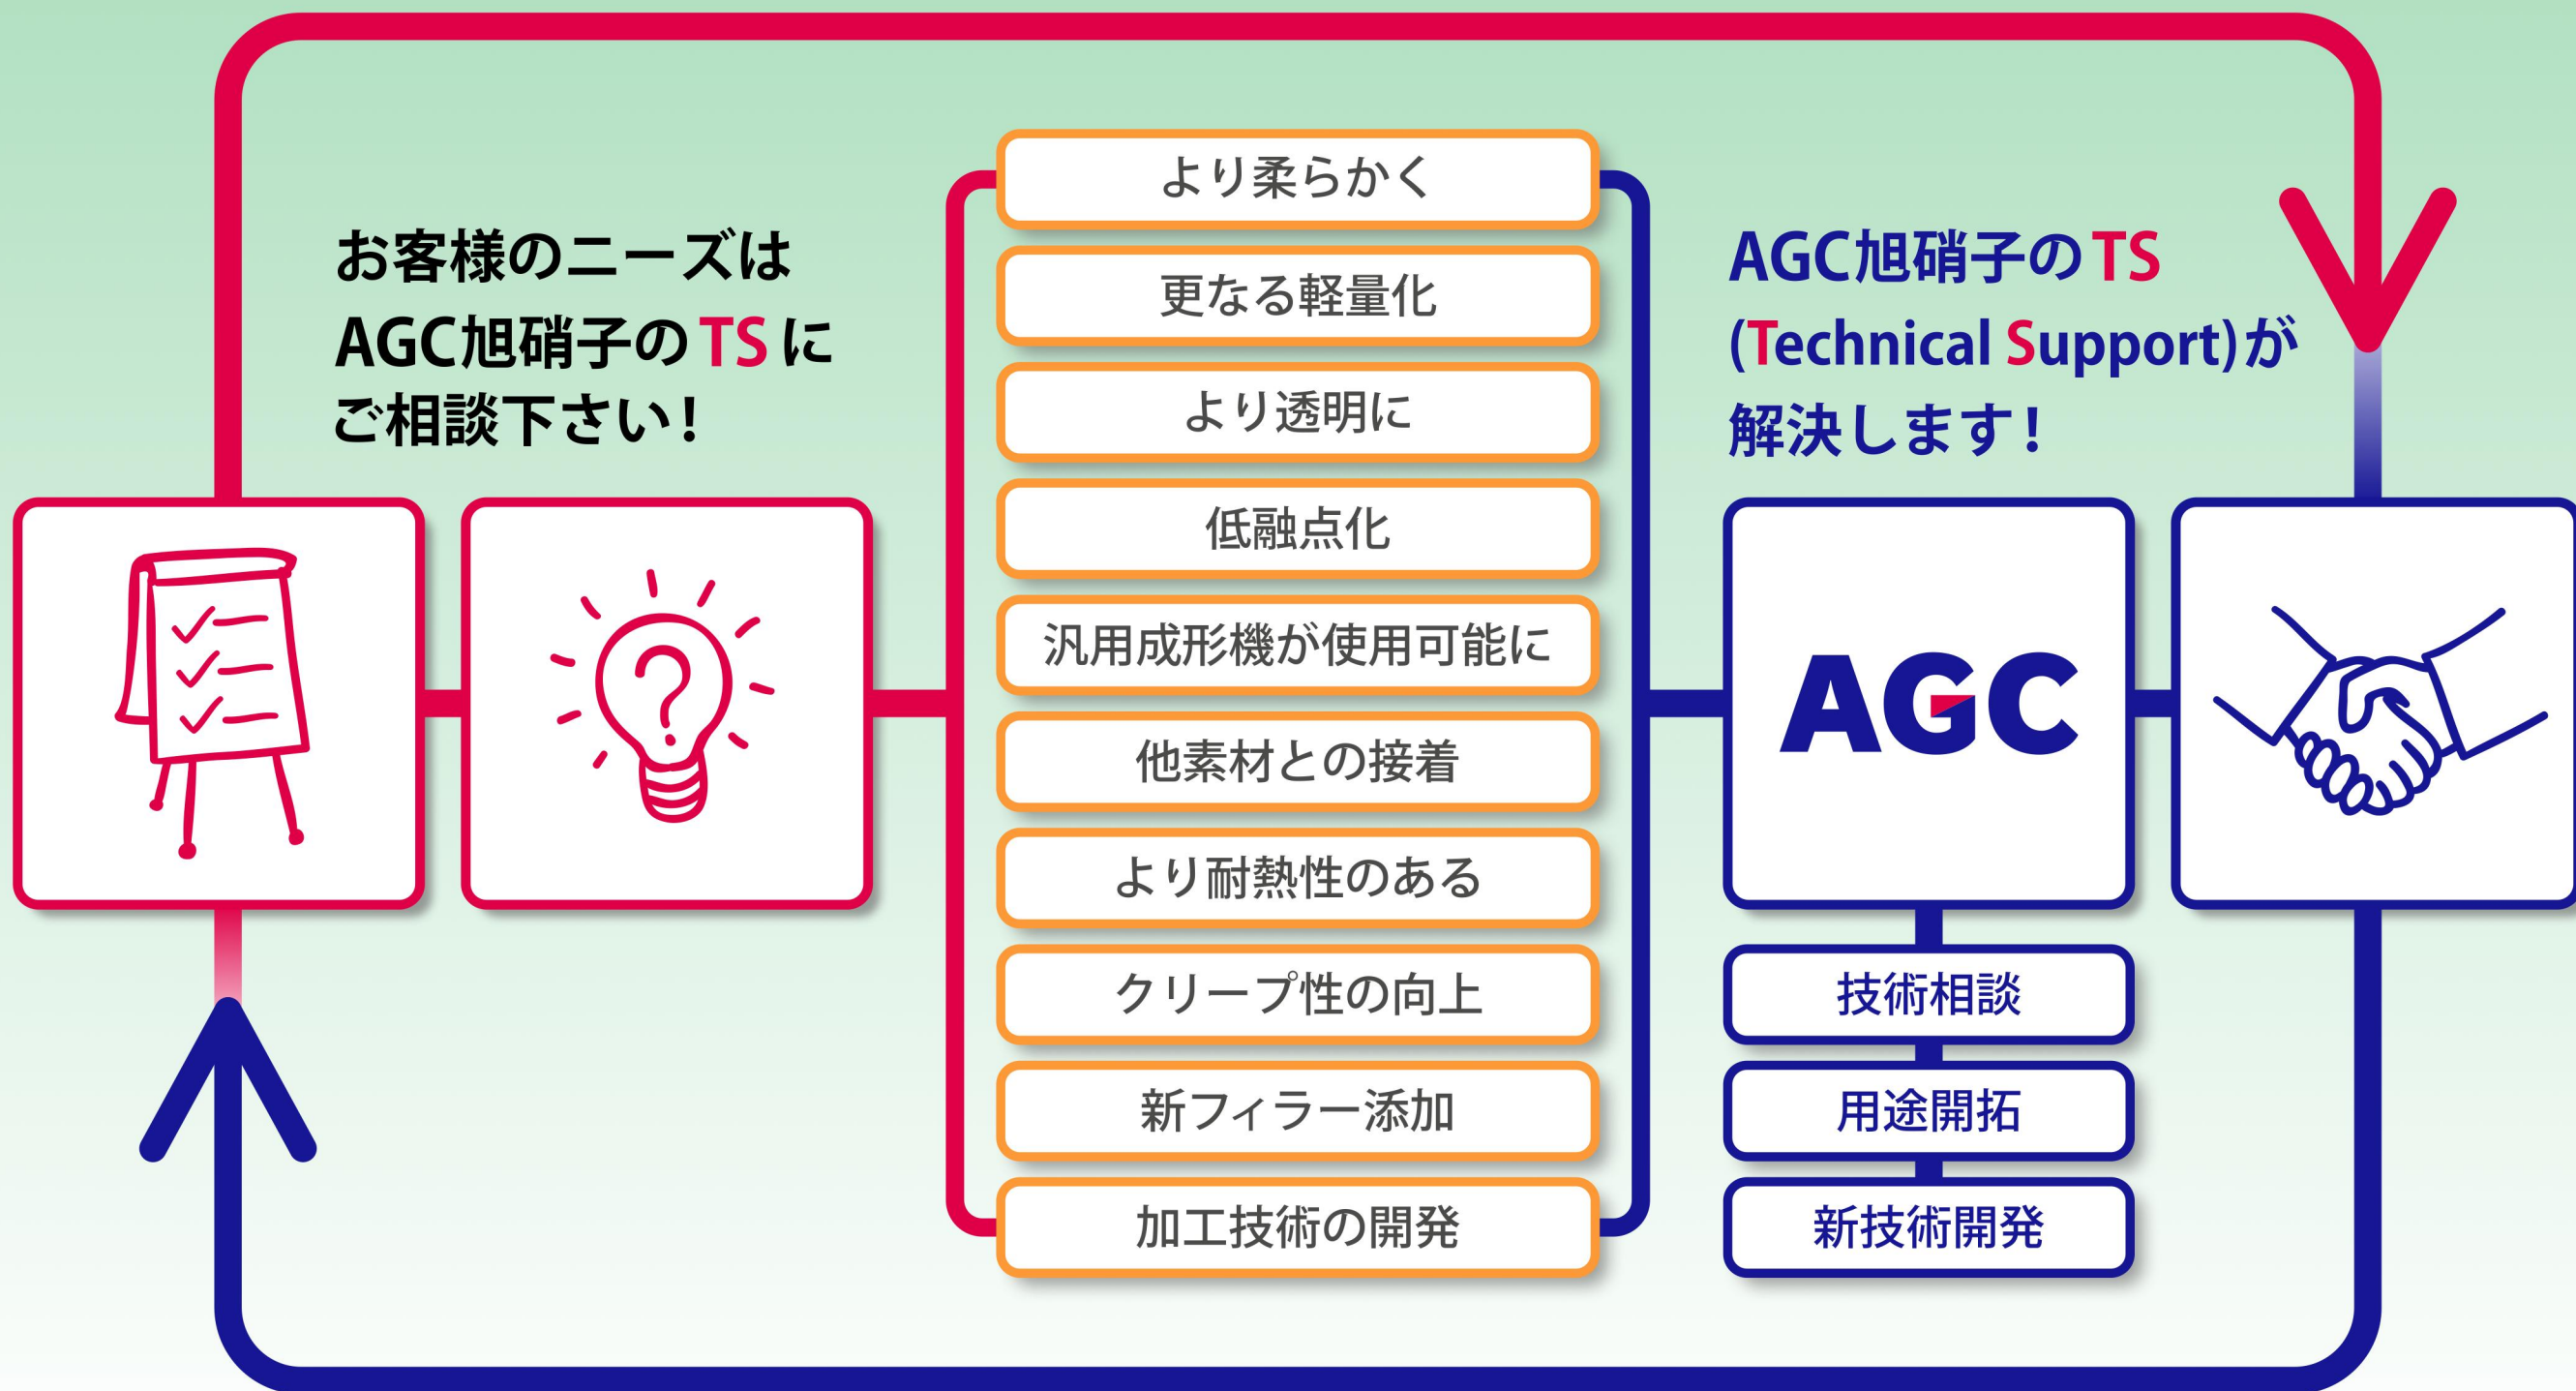 お客様のニーズは
AGC旭硝子のTSに
ご相談下さい！
?
より柔らかく
更なる軽量化
より透明に
低融点化
汎用成形機が使用可能に
他素材との接着
より耐熱性のある
クリープ性の向上
新フィラー添加
加工技術の開発
AGC旭硝子のTS
(Technical Support)が
解決します！
AGC
技術相談
用途開拓
新技術開発